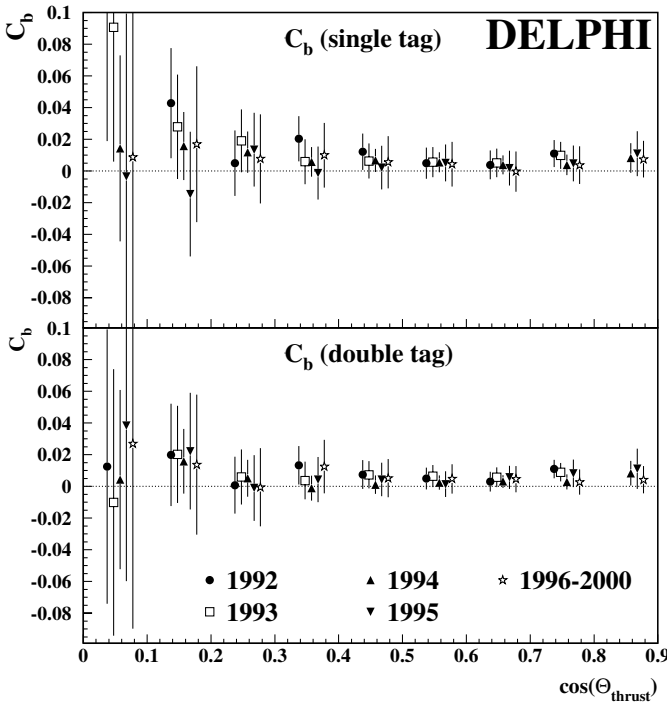 C_b
DELPHI
C_b (single tag)
0.1
0.08
0.06
0.04
0.02
0
-0.02
-0.04
-0.06
-0.08
C_b
C_b (double tag)
0.1
0.08
0.06
0.04
0.02
0
-0.02
-0.04
-0.06
-0.08
1992 1994 1996-2000
1993 1995
0 0.1 0.2 0.3 0.4 0.5 0.6 0.7 0.8 0.9
cos(Θ_thrust)